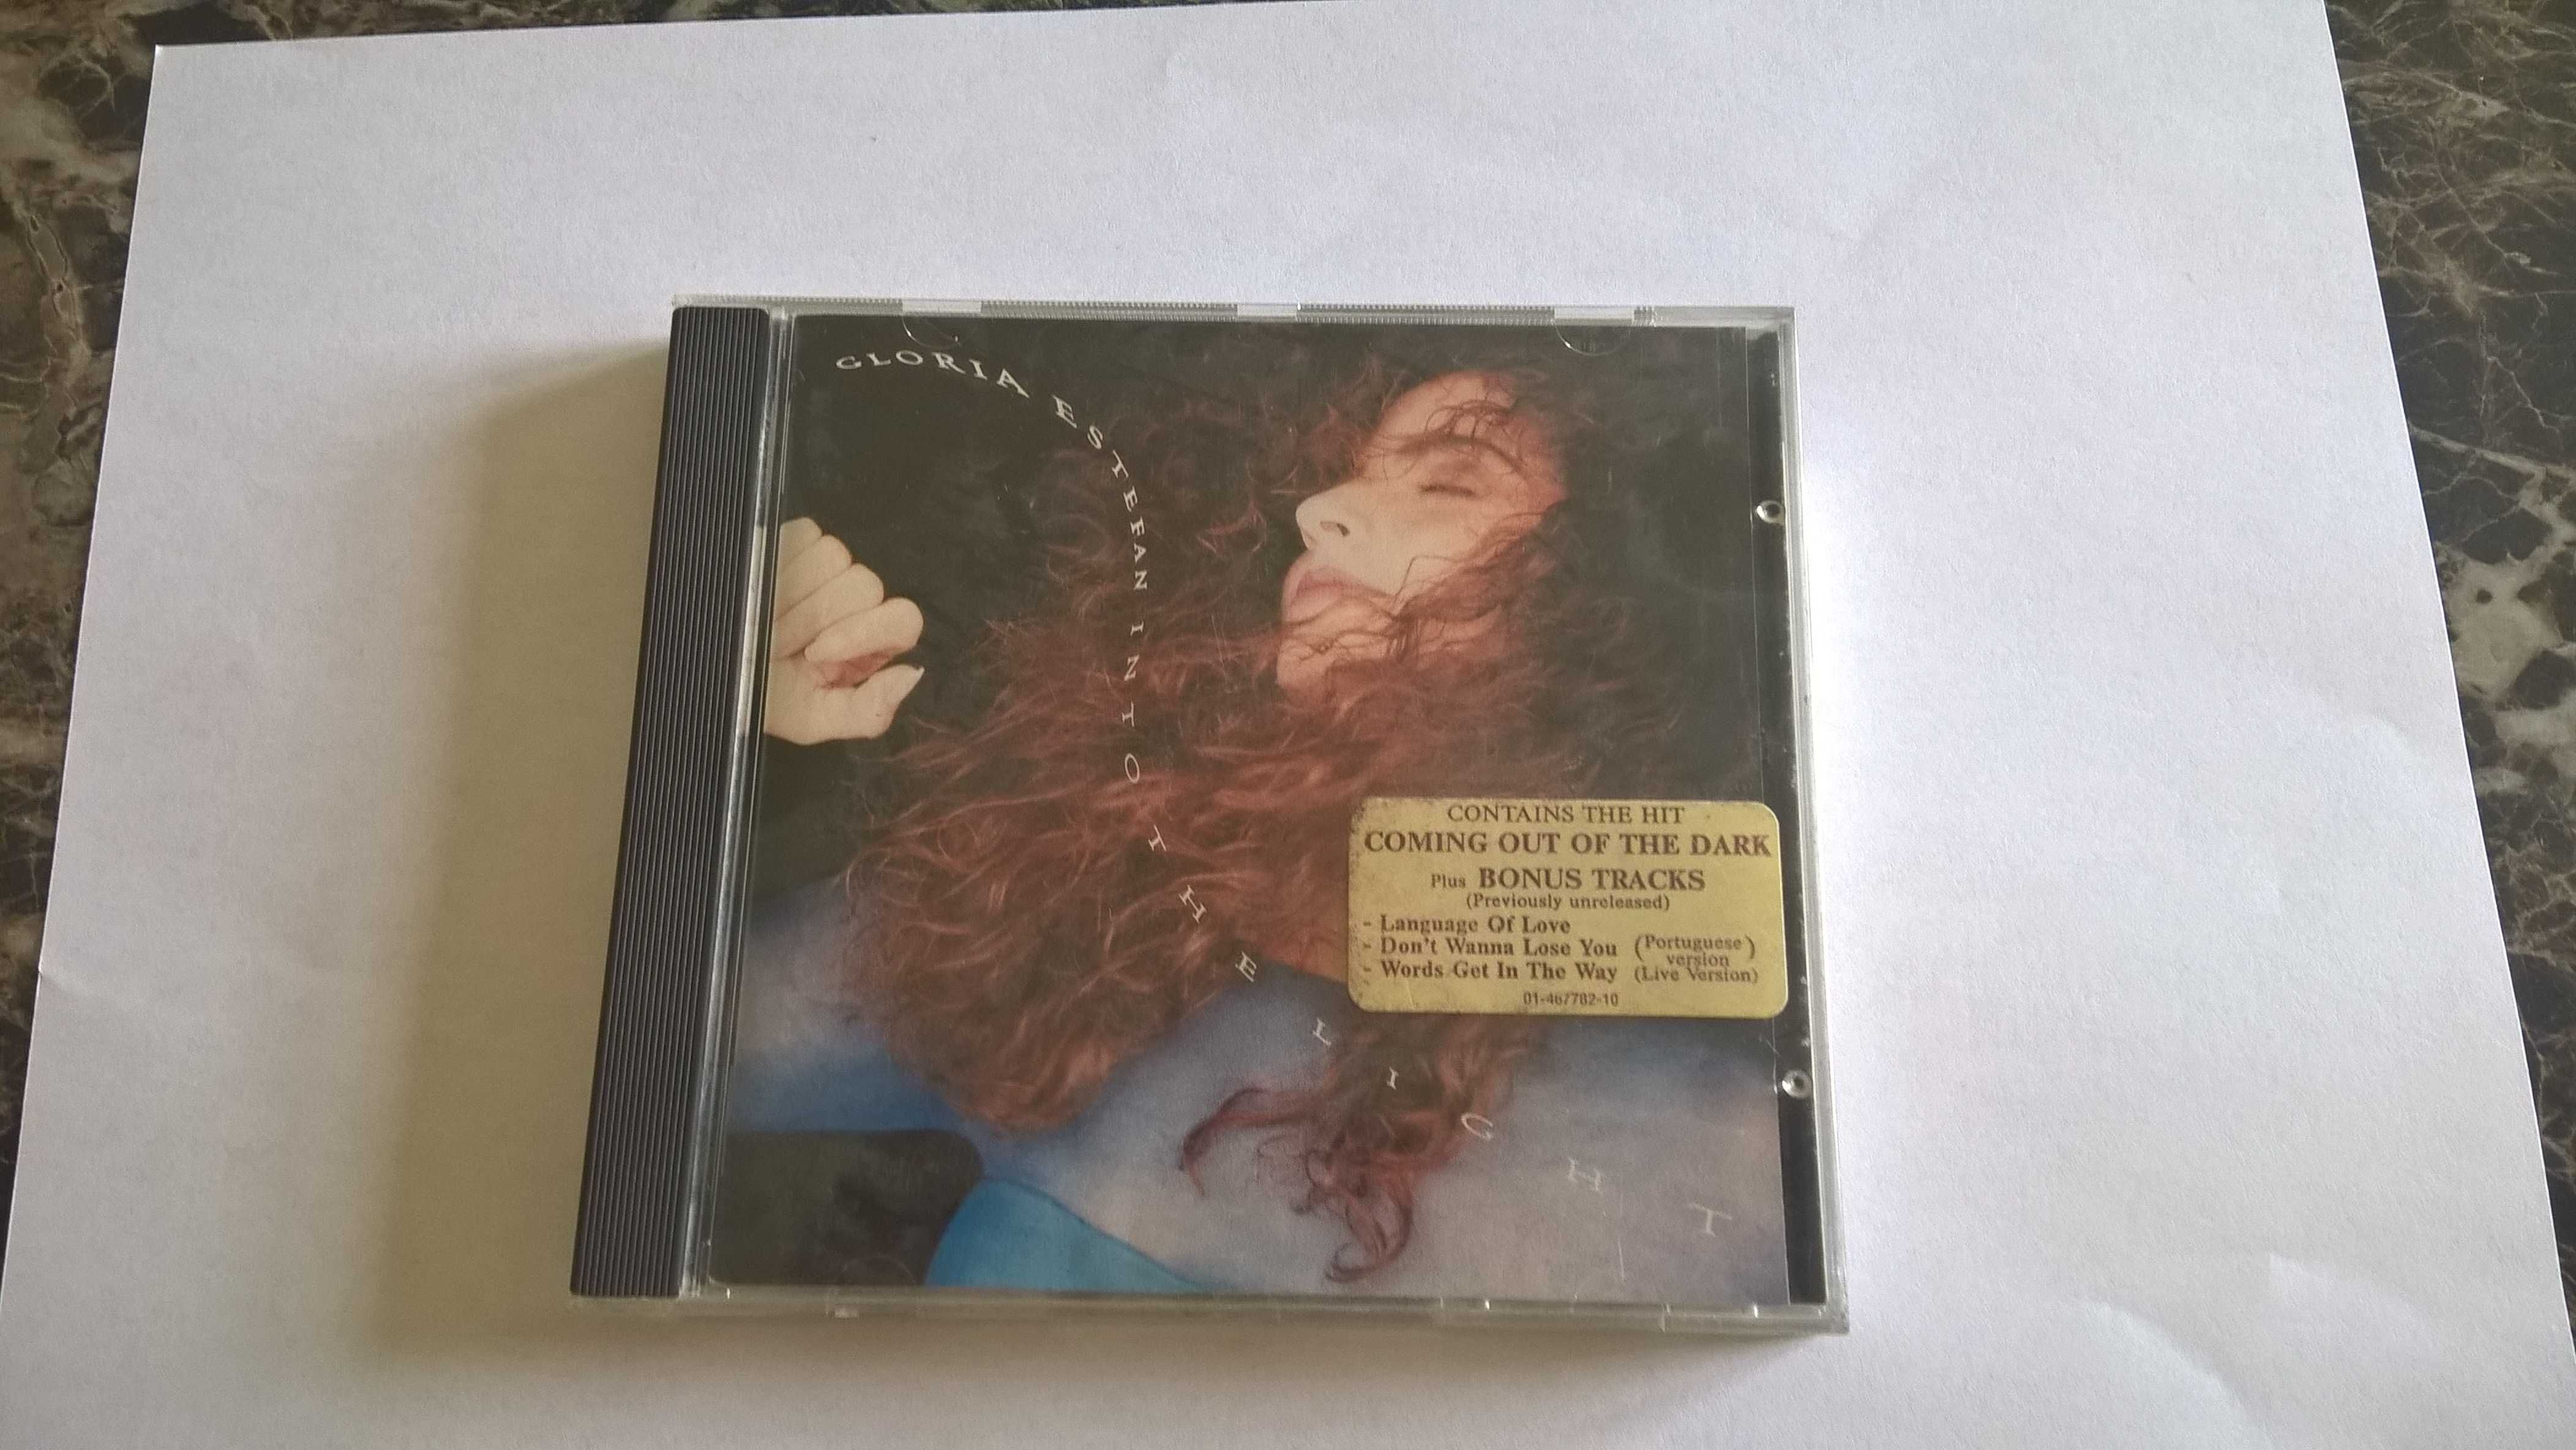 GLORIA ESTEFAN INTO THE LIGHT
CONTAINS THE HIT
COMING OUT OF THE DARK
Plus BONUS TRACKS
(Previously unreleased)
- Language Of Love
- Don't Wanna Lose You (Portuguese version)
- Words Get In The Way (Live Version)
01-467782-10